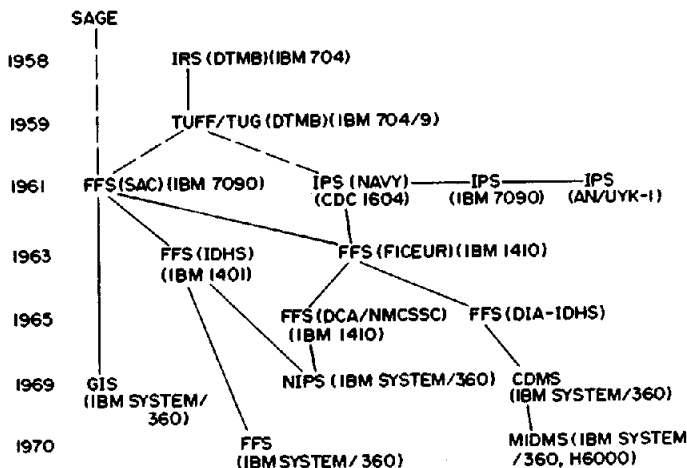 SAGE
1958 IRS (DTMB)(IBM 704)
1959 TUFF/TUG (DTMB)(IBM 704/9)
1961 FFS (SAC) (IBM 7090) IPS (NAVY) IPS IPS
(CDC 1604) (IBM 7090) (AN/UYK-1)
1963 FFS (IDHS) FFS (FICEUR) (IBM 1410)
(IBM 1401)
1965 FFS (DCA/NMCSSC) FFS (DIA-IDHS)
(IBM 1410)
1969 GIS NIPS (IBM SYSTEM/360) CDMS
(IBM SYSTEM/ (IBM SYSTEM/360)
360)
1970 FFS MIDMS (IBM SYSTEM
(IBM SYSTEM/360) /360, H6000)